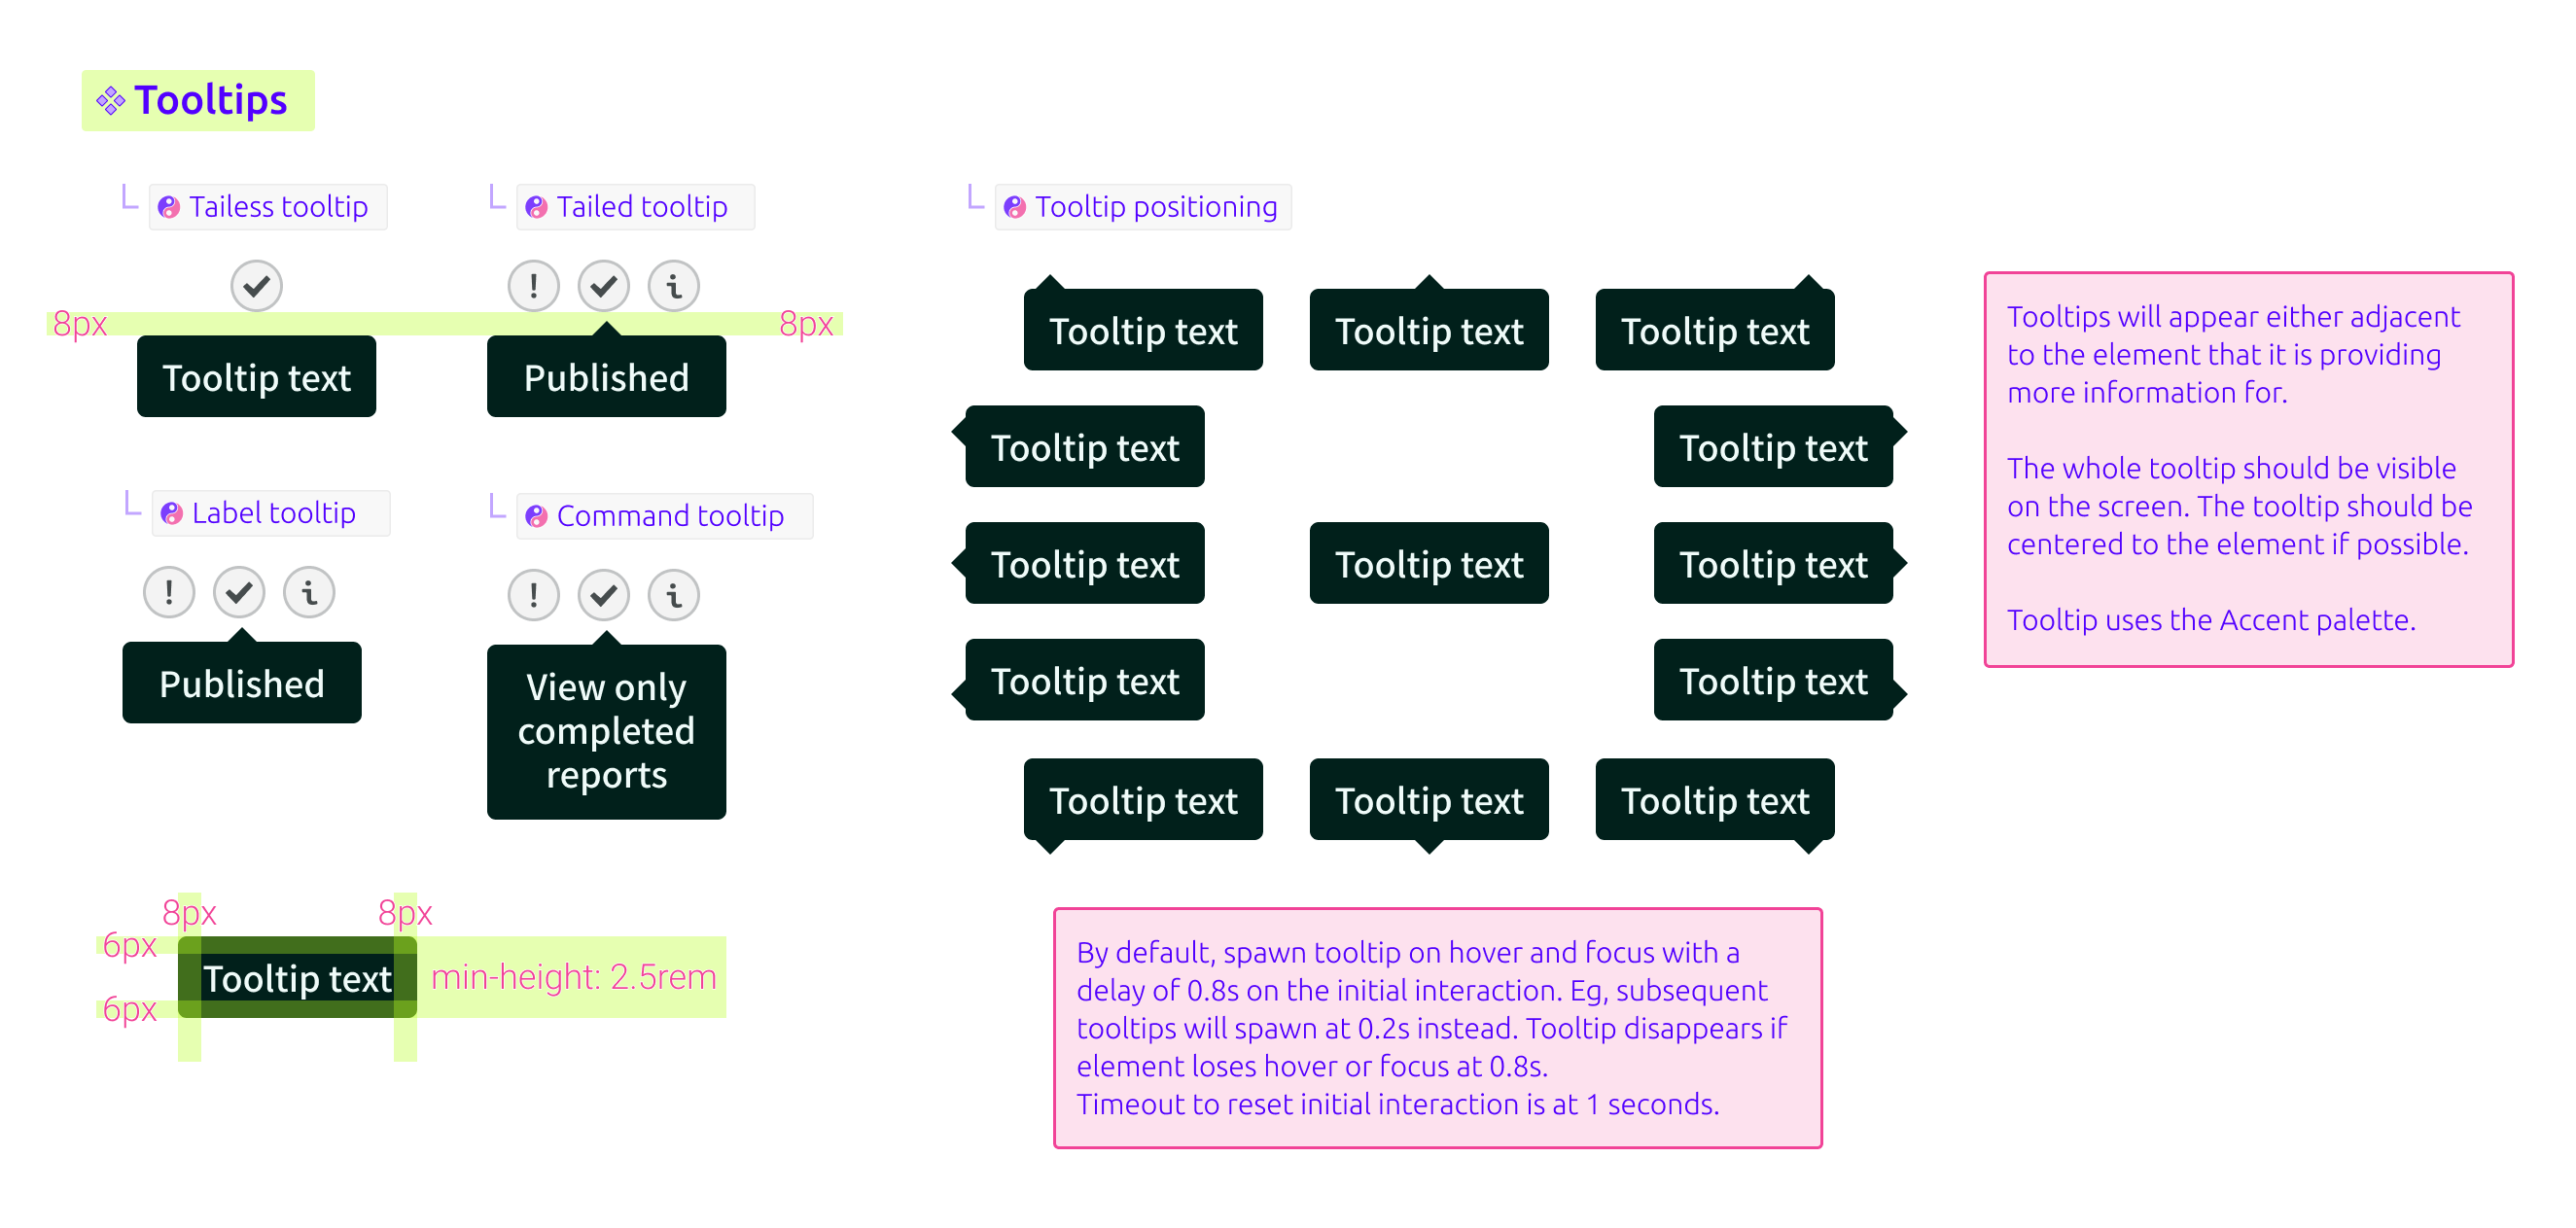 Tooltips
Tailess tooltip
Tailed tooltip
Tooltip positioning
8px
8px
Tooltip text
Published
Label tooltip
Command tooltip
Published
View only
completed
reports
8px
8px
6px
6px
Tooltip text
min-height: 2.5rem
Tooltip text
Tooltip text
Tooltip text
Tooltip text
Tooltip text
Tooltip text
Tooltip text
Tooltip text
Tooltip text
Tooltip text
Tooltip text
Tooltip text
Tooltip text
By default, spawn tooltip on hover and focus with a
delay of 0.8s on the initial interaction. Eg, subsequent
tooltips will spawn at 0.2s instead. Tooltip disappears if
element loses hover or focus at 0.8s.
Timeout to reset initial interaction is at 1 seconds.
Tooltips will appear either adjacent
to the element that it is providing
more information for.
The whole tooltip should be visible
on the screen. The tooltip should be
centered to the element if possible.
Tooltip uses the Accent palette.